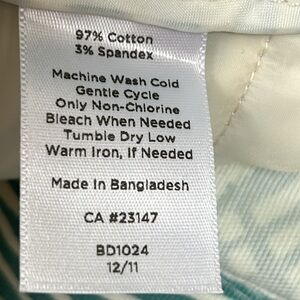 97% Cotton
3% Spandex
Machine Wash Cold
Gentle Cycle
Only Non-Chlorine
Bleach When Needed
Tumble Dry Low
Warm Iron, If Needed
Made In Bangladesh
CA #23147
BD1024
12/11